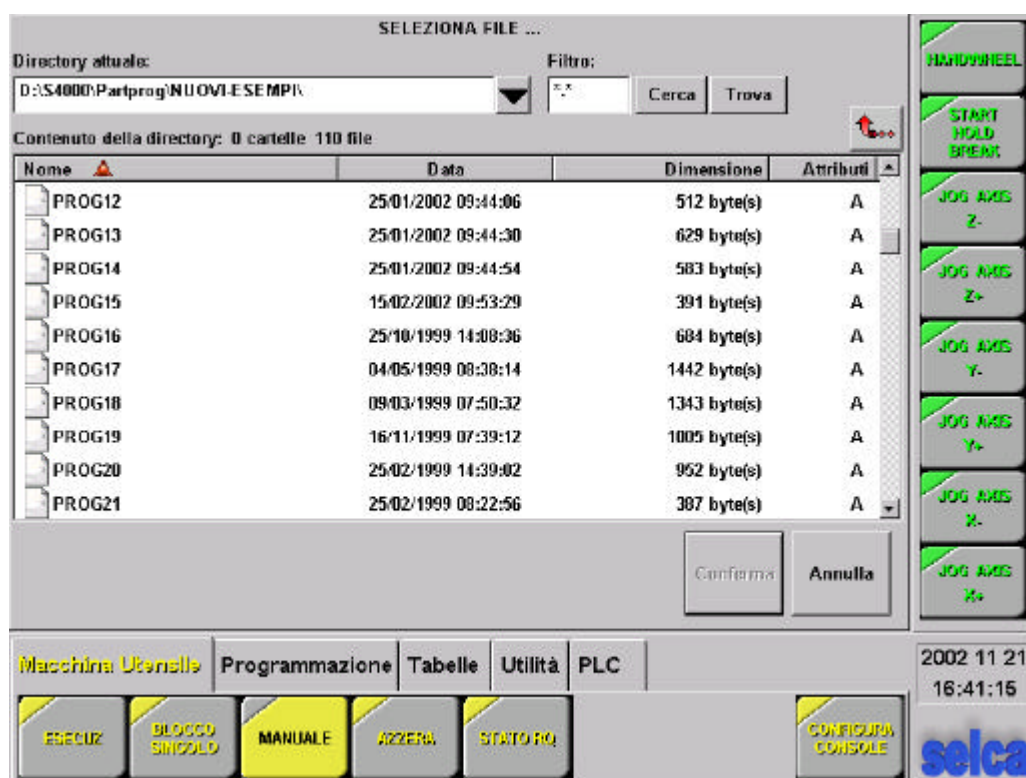 SELEZIONA FILE ...
Directory attuale:
Filtro:
D:\S4000\Partprog\NUOVI-ESEMPI\
*.*
Cerca
Trova
Contenuto della directory: 0 cartelle 110 file
Nome Data Dimensione Attributi
PROG12 25/01/2002 09:44:06 512 byte(s) A
PROG13 25/01/2002 09:44:30 629 byte(s) A
PROG14 25/01/2002 09:44:54 583 byte(s) A
PROG15 15/02/2002 09:53:29 391 byte(s) A
PROG16 25/10/1999 14:08:36 684 byte(s) A
PROG17 04/05/1999 08:38:14 1442 byte(s) A
PROG18 09/03/1999 07:50:32 1343 byte(s) A
PROG19 16/11/1999 07:39:12 1005 byte(s) A
PROG20 25/02/1999 14:39:02 952 byte(s) A
PROG21 25/02/1999 08:22:56 387 byte(s) A
Conferma
Annulla
HANDWHEEL
START
HOLD
BREAK
JOG AXIS
Z-
JOG AXIS
Z+
JOG AXIS
Y-
JOG AXIS
Y+
JOG AXIS
X-
JOG AXIS
X+
Macchina Utensile
Programmazione
Tabelle
Utilità
PLC
2002 11 21
16:41:15
ESECUZ
BLOCCO
SINGOLO
MANUALE
AZZERA
STATO RQ
CONFIGURA
CONSOLE
selca